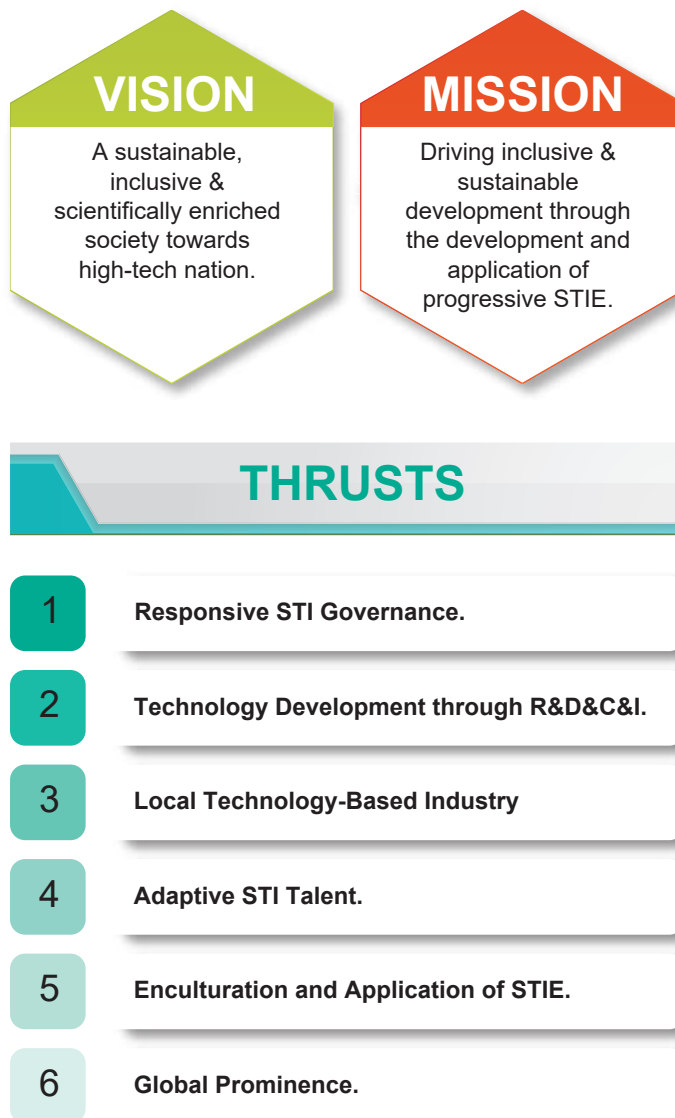 VISION
A sustainable,
inclusive &
scientifically enriched
society towards
high-tech nation.
MISSION
Driving inclusive &
sustainable
development through
the development and
application of
progressive STIE.
THRUSTS
1 Responsive STI Governance.
2 Technology Development through R&D&C&I.
3 Local Technology-Based Industry
4 Adaptive STI Talent.
5 Enculturation and Application of STIE.
6 Global Prominence.